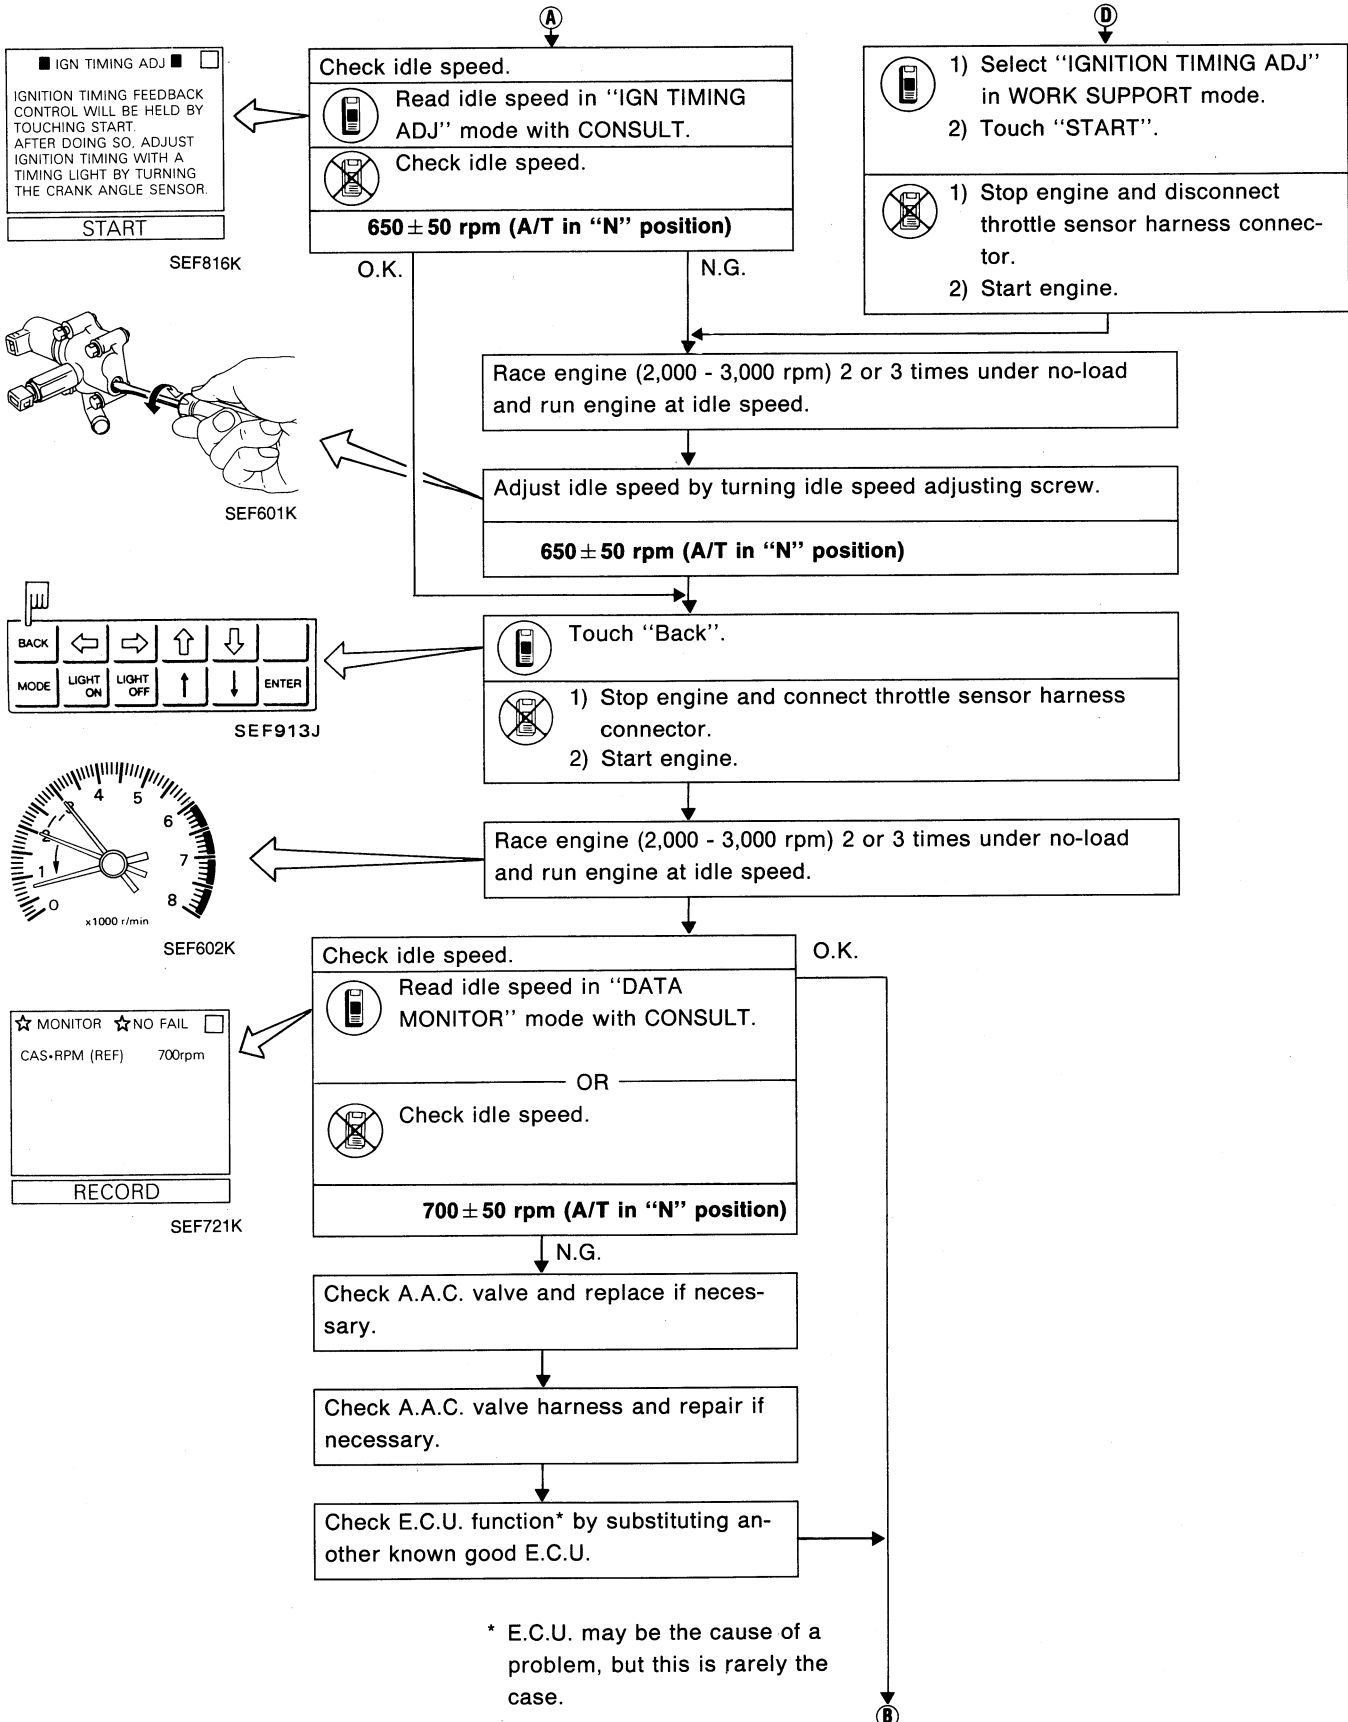 A
D
■ IGN TIMING ADJ ■
IGNITION TIMING FEEDBACK
CONTROL WILL BE HELD BY
TOUCHING START.
AFTER DOING SO, ADJUST
IGNITION TIMING WITH A
TIMING LIGHT BY TURNING
THE CRANK ANGLE SENSOR.
START
SEF816K
Check idle speed.
Read idle speed in "IGN TIMING
ADJ" mode with CONSULT.
Check idle speed.
650 ± 50 rpm (A/T in "N" position)
O.K.
N.G.
1) Select "IGNITION TIMING ADJ"
in WORK SUPPORT mode.
2) Touch "START".
1) Stop engine and disconnect
throttle sensor harness connec-
tor.
2) Start engine.
Race engine (2,000 - 3,000 rpm) 2 or 3 times under no-load
and run engine at idle speed.
SEF601K
Adjust idle speed by turning idle speed adjusting screw.
650 ± 50 rpm (A/T in "N" position)
BACK
MODE
LIGHT ON
LIGHT OFF
ENTER
SEF913J
Touch "Back".
1) Stop engine and connect throttle sensor harness
connector.
2) Start engine.
0
1
2
3
4
5
6
7
8
x1000 r/min
SEF602K
Race engine (2,000 - 3,000 rpm) 2 or 3 times under no-load
and run engine at idle speed.
☆ MONITOR ☆ NO FAIL
CAS•RPM (REF) 700rpm
RECORD
SEF721K
Check idle speed.
Read idle speed in "DATA
MONITOR" mode with CONSULT.
OR
Check idle speed.
700 ± 50 rpm (A/T in "N" position)
O.K.
N.G.
Check A.A.C. valve and replace if neces-
sary.
Check A.A.C. valve harness and repair if
necessary.
Check E.C.U. function* by substituting an-
other known good E.C.U.
* E.C.U. may be the cause of a
problem, but this is rarely the
case.
B